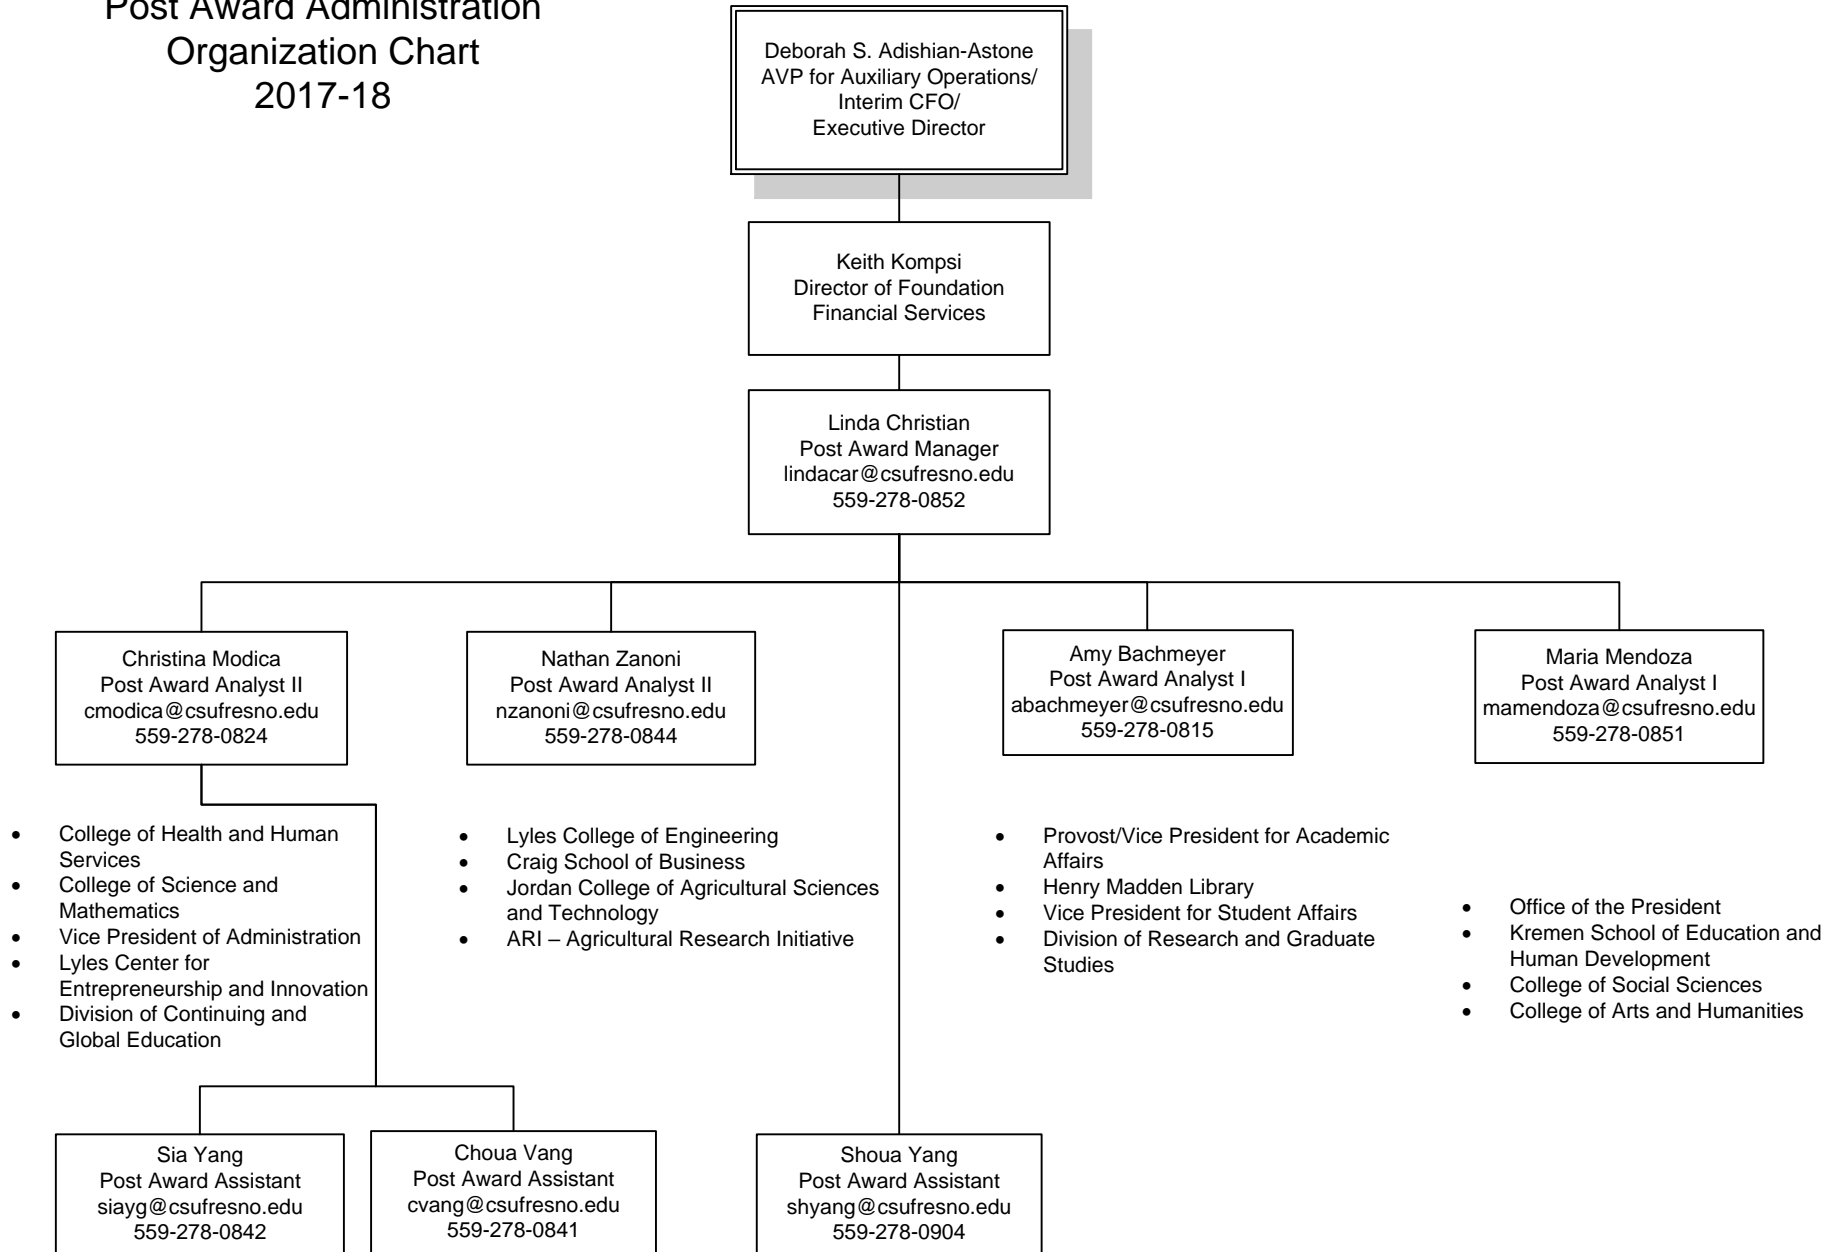 Post Award Administration
Organization Chart
2017-18
Deborah S. Adishian-Astone
AVP for Auxiliary Operations/
Interim CFO/
Executive Director
Keith Kompsi
Director of Foundation
Financial Services
Linda Christian
Post Award Manager
lindacar@csufresno.edu
559-278-0852
Christina Modica
Post Award Analyst II
cmodica@csufresno.edu
559-278-0824
Nathan Zanoni
Post Award Analyst II
nzanoni@csufresno.edu
559-278-0844
Amy Bachmeyer
Post Award Analyst I
abachmeyer@csufresno.edu
559-278-0815
Maria Mendoza
Post Award Analyst I
mamendoza@csufresno.edu
559-278-0851
• College of Health and Human
Services
• College of Science and
Mathematics
• Vice President of Administration
• Lyles Center for
Entrepreneurship and Innovation
• Division of Continuing and
Global Education
• Lyles College of Engineering
• Craig School of Business
• Jordan College of Agricultural Sciences
and Technology
• ARI – Agricultural Research Initiative
• Provost/Vice President for Academic
Affairs
• Henry Madden Library
• Vice President for Student Affairs
• Division of Research and Graduate
Studies
• Office of the President
• Kremen School of Education and
Human Development
• College of Social Sciences
• College of Arts and Humanities
Sia Yang
Post Award Assistant
siayg@csufresno.edu
559-278-0842
Choua Vang
Post Award Assistant
cvang@csufresno.edu
559-278-0841
Shoua Yang
Post Award Assistant
shyang@csufresno.edu
559-278-0904